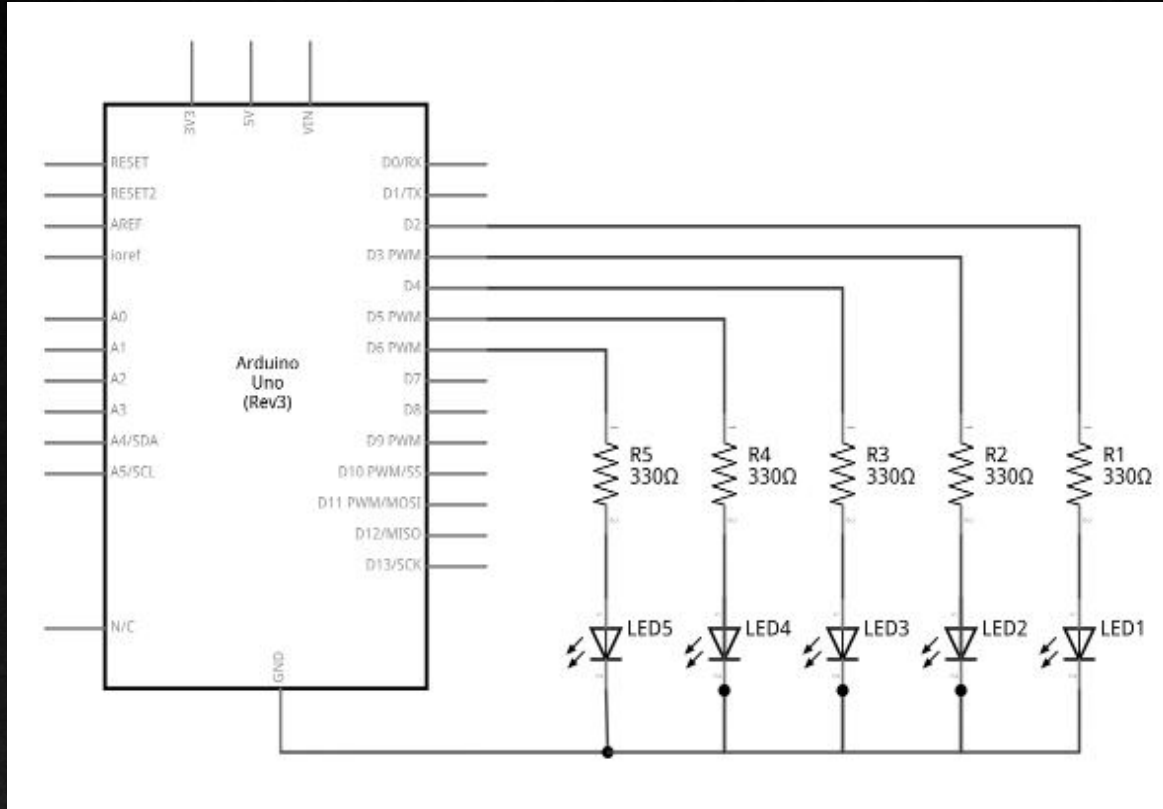 3V3
5V
VIN
RESET
RESET2
AREF
ioref
A0
A1
A2
A3
A4/SDA
A5/SCL
N/C
Arduino
Uno
(Rev3)
D0/RX
D1/TX
D2
D3 PWM
D4
D5 PWM
D6 PWM
D7
D8
D9 PWM
D10 PWM/SS
D11 PWM/MOSI
D12/MISO
D13/SCK
GND
R5
330Ω
R4
330Ω
R3
330Ω
R2
330Ω
R1
330Ω
LED5
LED4
LED3
LED2
LED1